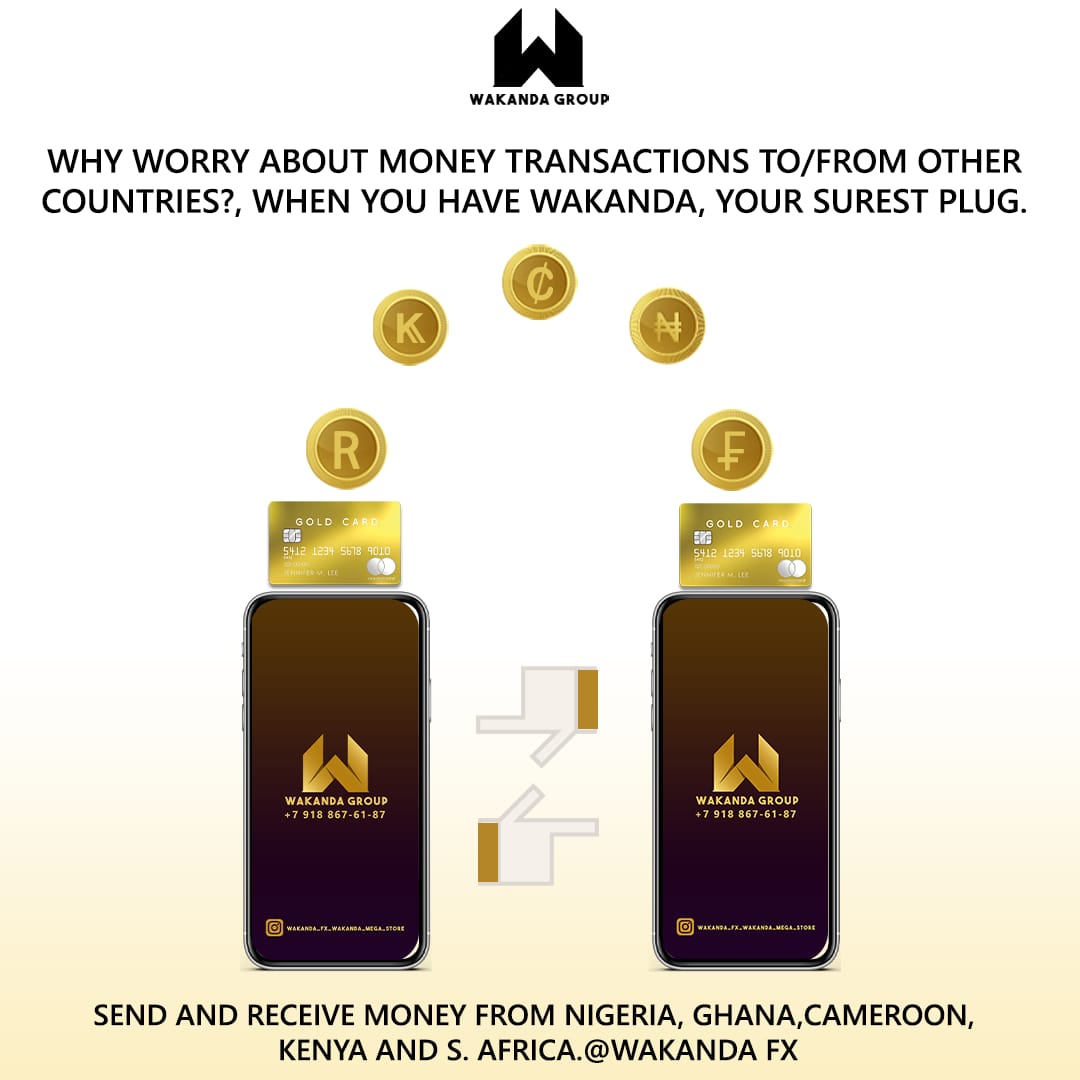 WAKANDA GROUP
WHY WORRY ABOUT MONEY TRANSACTIONS TO/FROM OTHER
COUNTRIES?, WHEN YOU HAVE WAKANDA, YOUR SUREST PLUG.
₵
K
₦
R
₣
GOLD CARD
5412 1234 5678 9010
JENNIFER M. LEE
GOLD CARD
5412 1234 5678 9010
JENNIFER M. LEE
WAKANDA GROUP
+7 918 867-61-87
WAKANDA_FX_WAKANDA_MEGA_STORE
WAKANDA GROUP
+7 918 867-61-87
WAKANDA_FX_WAKANDA_MEGA_STORE
SEND AND RECEIVE MONEY FROM NIGERIA, GHANA,CAMEROON,
KENYA AND S. AFRICA.@WAKANDA FX